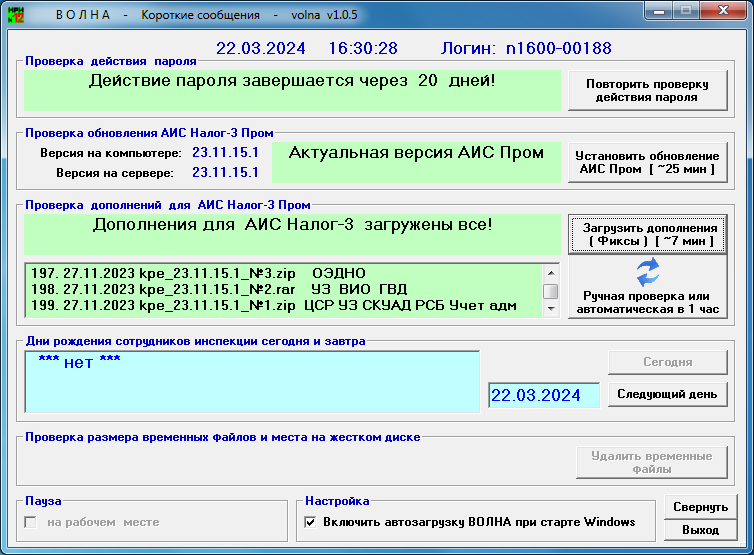 В О Л Н А - Короткие сообщения - volna v1.0.5
22.03.2024 16:30:28 Логин: n1600-00188
Проверка действия пароля
Действие пароля завершается через 20 дней!
Повторить проверку
действия пароля
Проверка обновления АИС Налог-3 Пром
Версия на компьютере: 23.11.15.1
Версия на сервере: 23.11.15.1
Актуальная версия АИС Пром
Установить обновление
АИС Пром [ ~25 мин ]
Проверка дополнений для АИС Налог-3 Пром
Дополнения для АИС Налог-3 загружены все!
Загрузить дополнения
( Фиксы ) [ ~7 мин ]
197. 27.11.2023 kpe_23.11.15.1_№3.zip ОЭДНО
198. 27.11.2023 kpe_23.11.15.1_№2.rar УЗ ВИО ГВД
199. 27.11.2023 kpe_23.11.15.1_№1.zip ЦСР УЗ СКУАД РСБ Учет адм
Ручная проверка или
автоматическая в 1 час
Дни рождения сотрудников инспекции сегодня и завтра
*** нет ***
Сегодня
22.03.2024
Следующий день
Проверка размера временных файлов и места на жестком диске
Удалить временные
файлы
Пауза
на рабочем месте
Настройка
Включить автозагрузку ВОЛНА при старте Windows
Свернуть
Выход